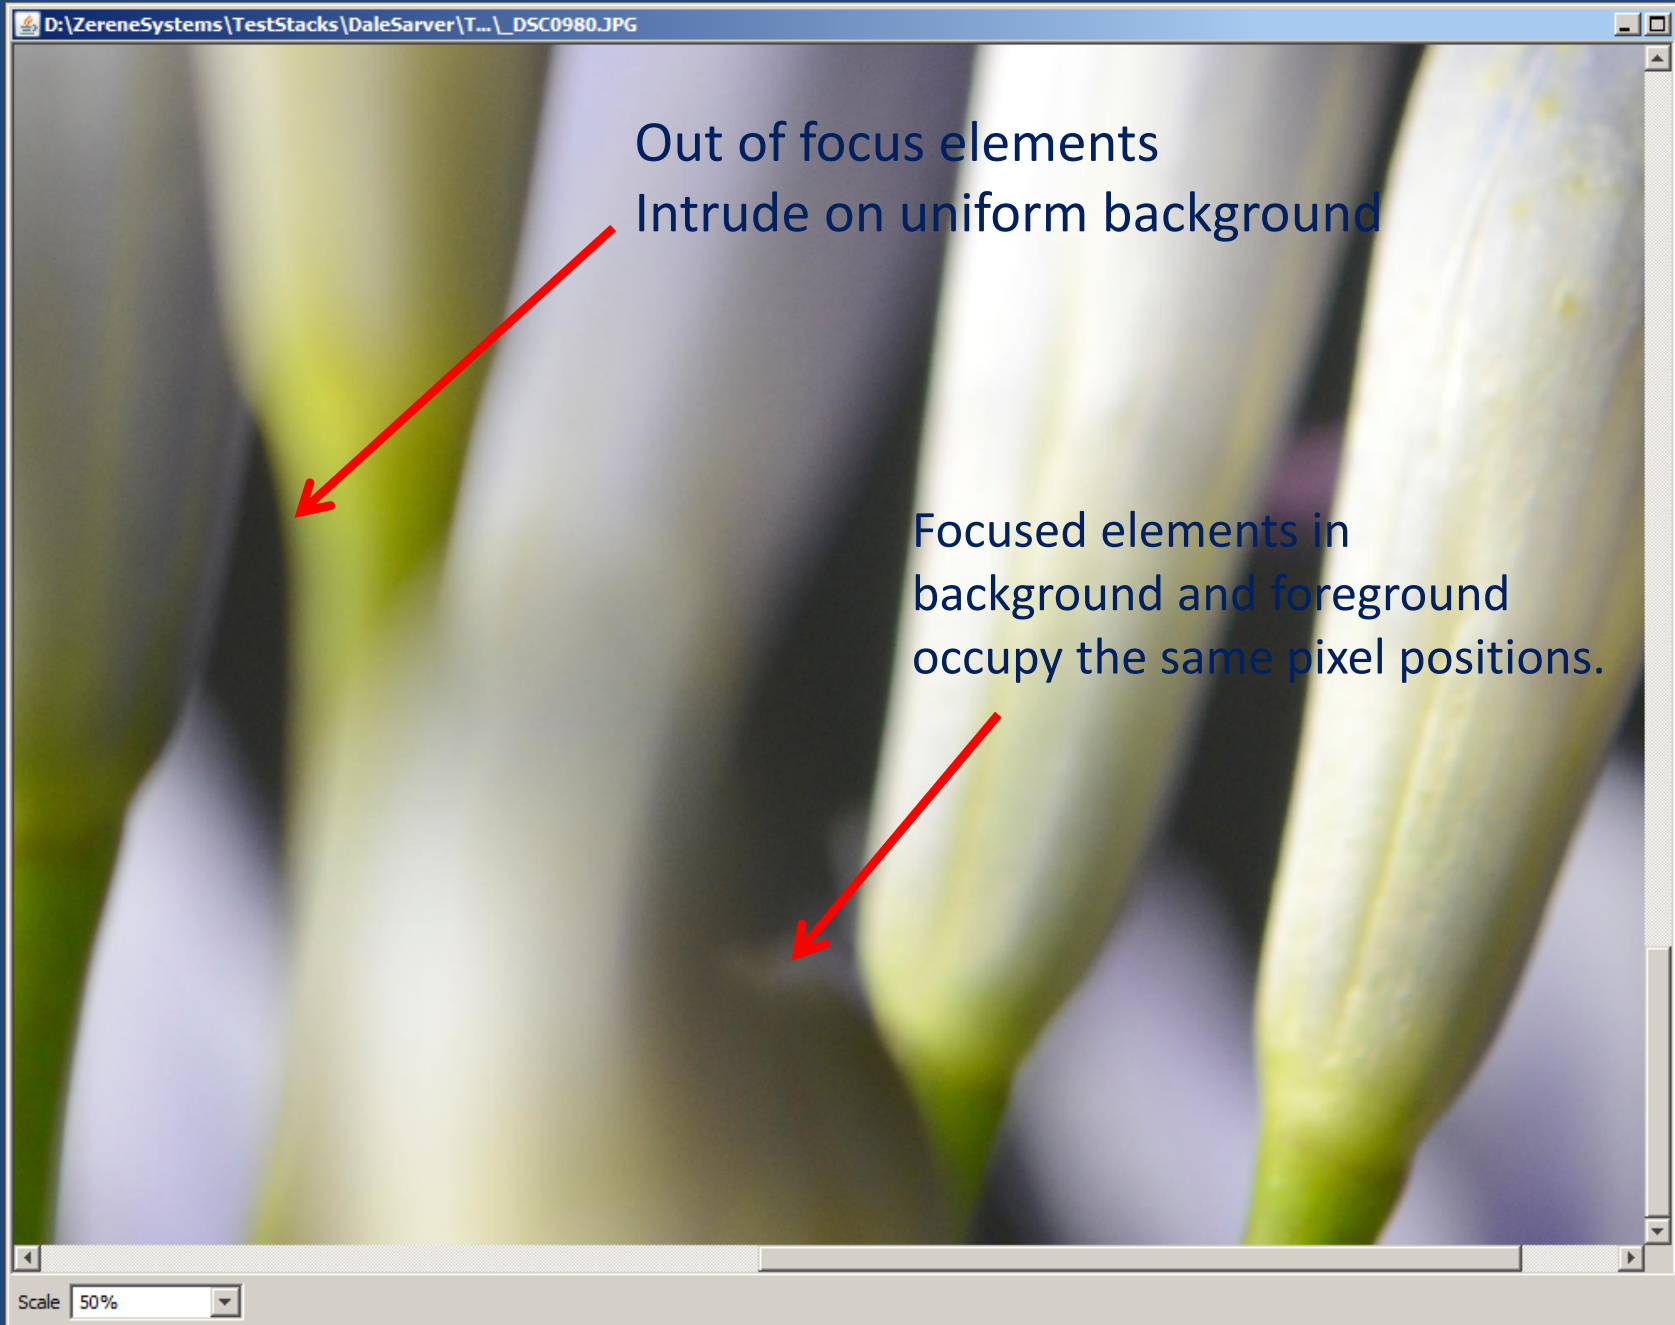 D:\ZereneSystems\TestStacks\DaleSarver\T...\_DSC0980.JPG
Out of focus elements
Intrude on uniform background
Focused elements in
background and foreground
occupy the same pixel positions.
Scale 50%